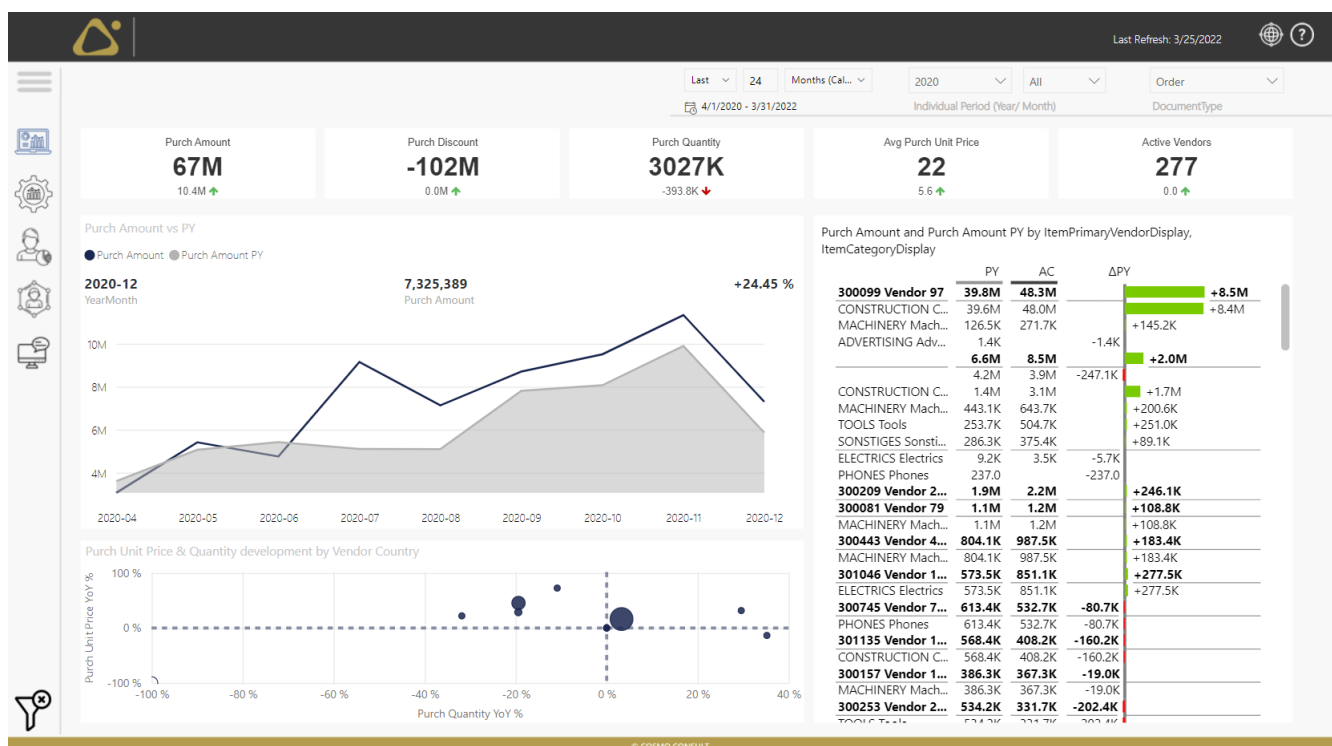 Last Refresh: 3/25/2022
?
Last 24 Months (Cal... 2020 All Order
4/1/2020 - 3/31/2022 Individual Period (Year/ Month) DocumentType
Purch Amount
67M
10.4M
Purch Discount
-102M
0.0M
Purch Quantity
3027K
-393.8K
Avg Purch Unit Price
22
5.6
Active Vendors
277
0.0
Purch Amount vs PY
Purch Amount Purch Amount PY
2020-12 7,325,389 +24.45 %
YearMonth Purch Amount
10M
8M
6M
4M
2020-04 2020-05 2020-06 2020-07 2020-08 2020-09 2020-10 2020-11 2020-12
Purch Unit Price & Quantity development by Vendor Country
Purch Unit Price YoY %
100 %
0 %
-100 %
-100 % -80 % -60 % -40 % -20 % 0 % 20 % 40 %
Purch Quantity YoY %
Purch Amount and Purch Amount PY by ItemPrimaryVendorDisplay,
ItemCategoryDisplay
PY AC ΔPY
300099 Vendor 97 39.8M 48.3M +8.5M
CONSTRUCTION C... 39.6M 48.0M +8.4M
MACHINERY Mach... 126.5K 271.7K +145.2K
ADVERTISING Adv... 1.4K -1.4K
6.6M 8.5M +2.0M
4.2M 3.9M -247.1K
CONSTRUCTION C... 1.4M 3.1M +1.7M
MACHINERY Mach... 443.1K 643.7K +200.6K
TOOLS Tools 253.7K 504.7K +251.0K
SONSTIGES Sonsti... 286.3K 375.4K +89.1K
ELECTRICS Electrics 9.2K 3.5K -5.7K
PHONES Phones 237.0 -237.0
300209 Vendor 2... 1.9M 2.2M +246.1K
300081 Vendor 79 1.1M 1.2M +108.8K
MACHINERY Mach... 1.1M 1.2M +108.8K
300443 Vendor 4... 804.1K 987.5K +183.4K
MACHINERY Mach... 804.1K 987.5K +183.4K
301046 Vendor 1... 573.5K 851.1K +277.5K
ELECTRICS Electrics 573.5K 851.1K +277.5K
300745 Vendor 7... 613.4K 532.7K -80.7K
PHONES Phones 613.4K 532.7K -80.7K
301135 Vendor 1... 568.4K 408.2K -160.2K
CONSTRUCTION C... 568.4K 408.2K -160.2K
300157 Vendor 1... 386.3K 367.3K -19.0K
MACHINERY Mach... 386.3K 367.3K -19.0K
300253 Vendor 2... 534.2K 331.7K -202.4K
TOOLS Tools 534.2K 331.7K -202.4K
© COSMO CONSULT